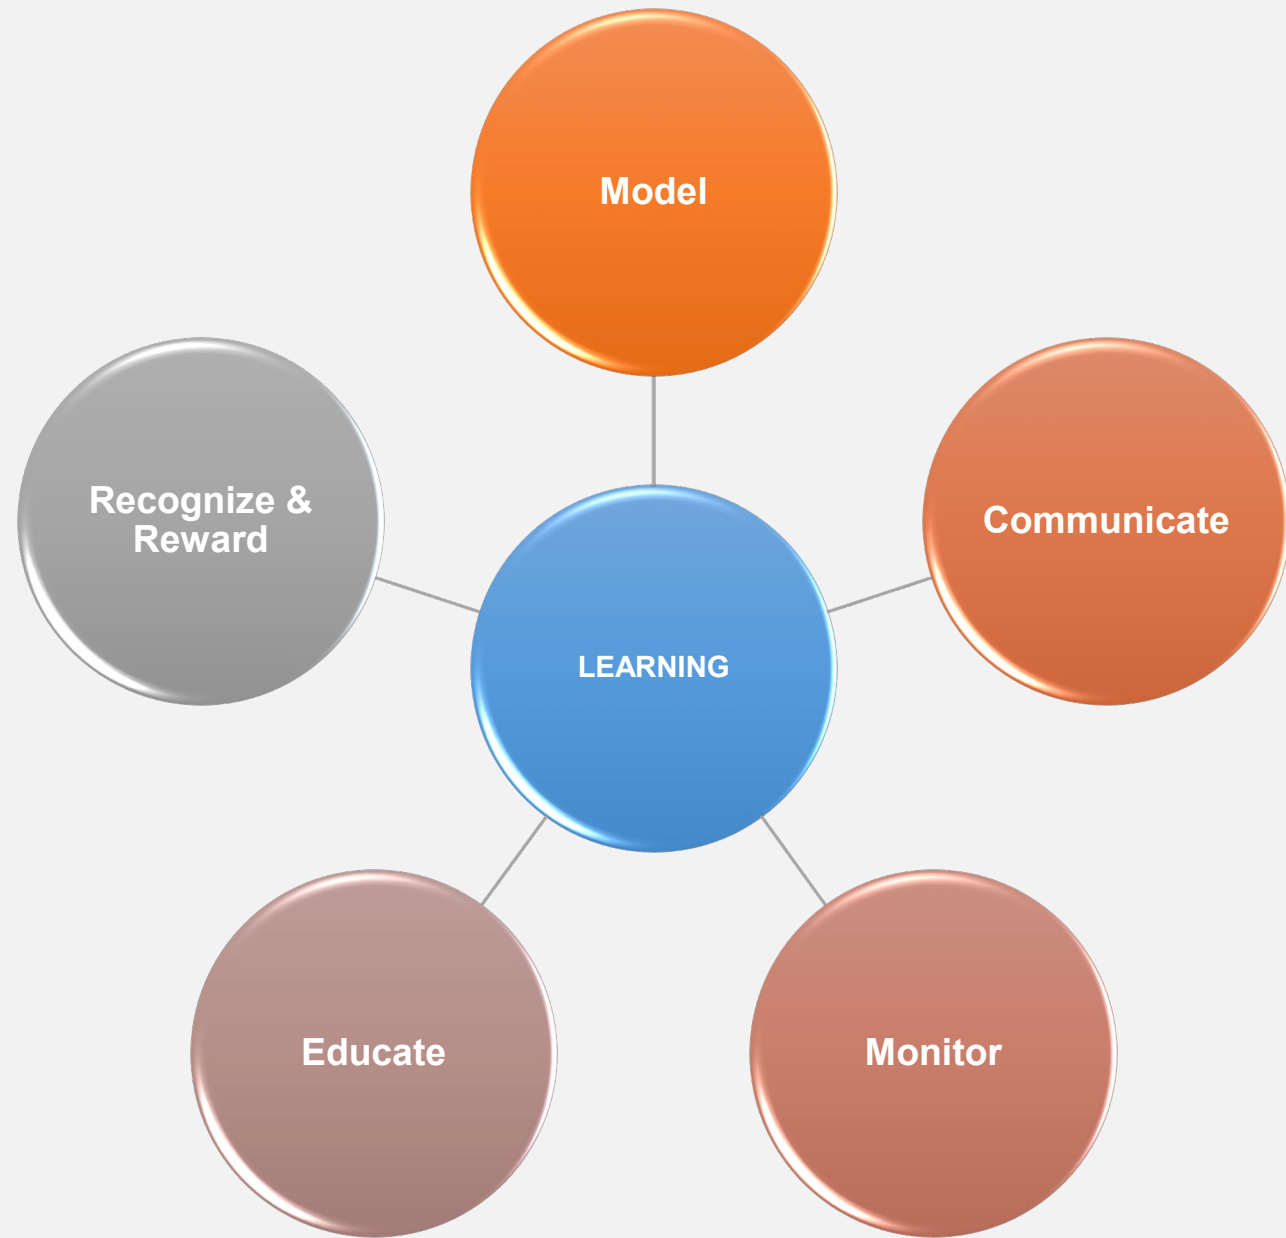 Model
Recognize &
Reward
Communicate
LEARNING
Educate
Monitor